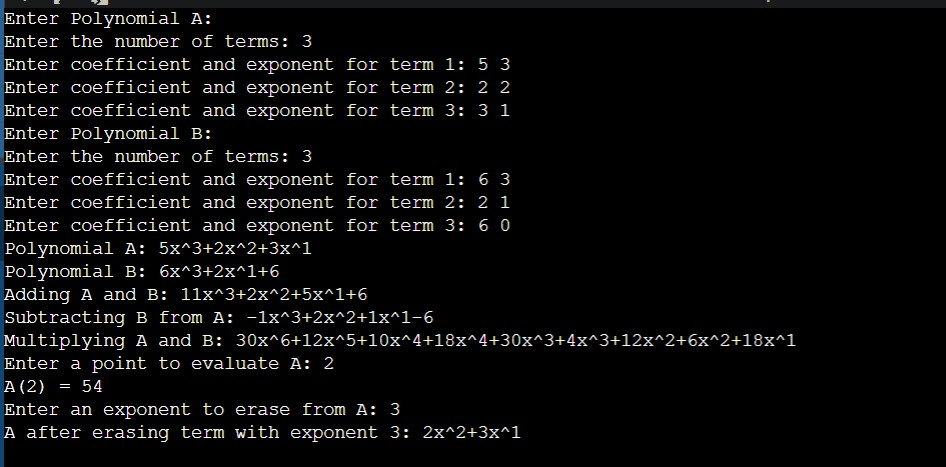 Enter Polynomial A:
Enter the number of terms: 3
Enter coefficient and exponent for term 1: 5 3
Enter coefficient and exponent for term 2: 2 2
Enter coefficient and exponent for term 3: 3 1
Enter Polynomial B:
Enter the number of terms: 3
Enter coefficient and exponent for term 1: 6 3
Enter coefficient and exponent for term 2: 2 1
Enter coefficient and exponent for term 3: 6 0
Polynomial A: 5x^3+2x^2+3x^1
Polynomial B: 6x^3+2x^1+6
Adding A and B: 11x^3+2x^2+5x^1+6
Subtracting B from A: -1x^3+2x^2+1x^1-6
Multiplying A and B: 30x^6+12x^5+10x^4+18x^4+30x^3+4x^3+12x^2+6x^2+18x^1
Enter a point to evaluate A: 2
A(2) = 54
Enter an exponent to erase from A: 3
A after erasing term with exponent 3: 2x^2+3x^1